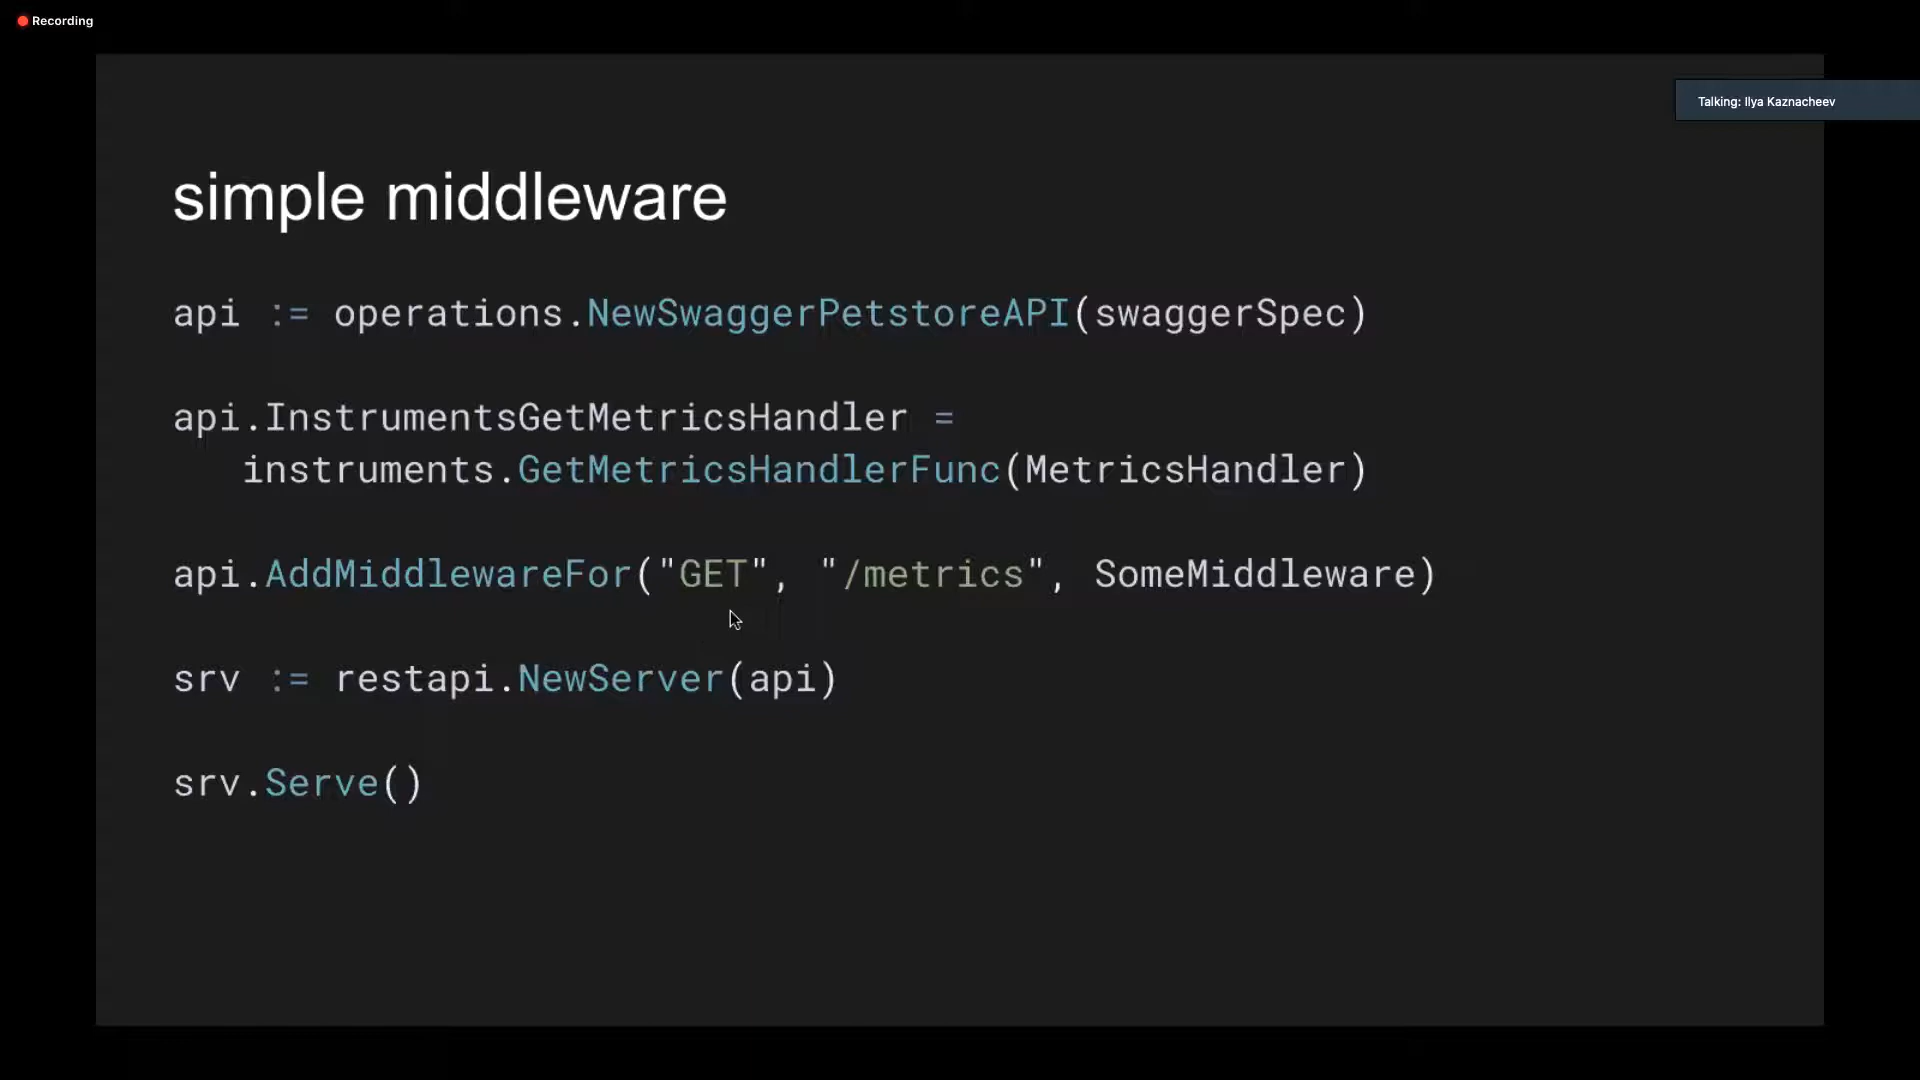 Recording
Talking: Ilya Kaznacheev
simple middleware
api := operations.NewSwaggerPetstoreAPI(swaggerSpec)
api.InstrumentsGetMetricsHandler =
instruments.GetMetricsHandlerFunc(MetricsHandler)
api.AddMiddlewareFor("GET", "/metrics", SomeMiddleware)
srv := restapi.NewServer(api)
srv.Serve()